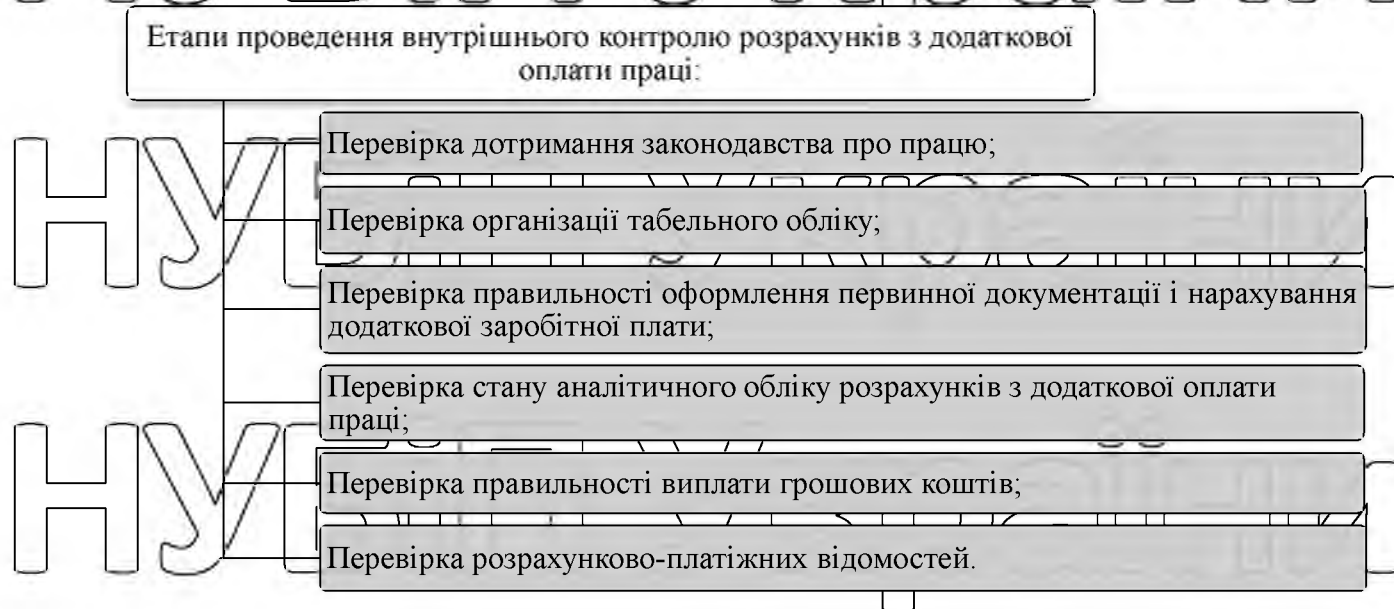 Етапи проведення внутрішнього контролю розрахунків з додаткової
оплати праці:
Перевірка дотримання законодавства про працю;
Перевірка організації табельного обліку;
Перевірка правильності оформлення первинної документації і нарахування
додаткової заробітної плати;
Перевірка стану аналітичного обліку розрахунків з додаткової оплати
праці;
Перевірка правильності виплати грошових коштів;
Перевірка розрахунково-платіжних відомостей.